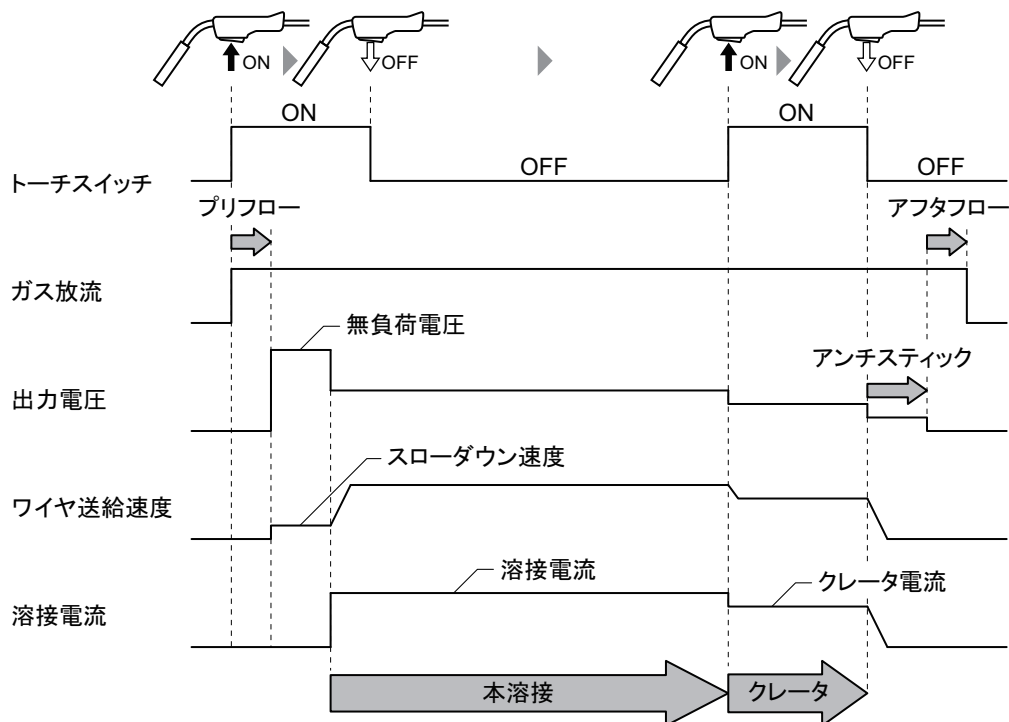 ON
OFF
ON
OFF
ON
OFF
ON
OFF
トーチスイッチ
プリフロー
アフタフロー
ガス放流
無負荷電圧
アンチスティック
出力電圧
スローダウン速度
ワイヤ送給速度
溶接電流
クレータ電流
溶接電流
本溶接
クレータ